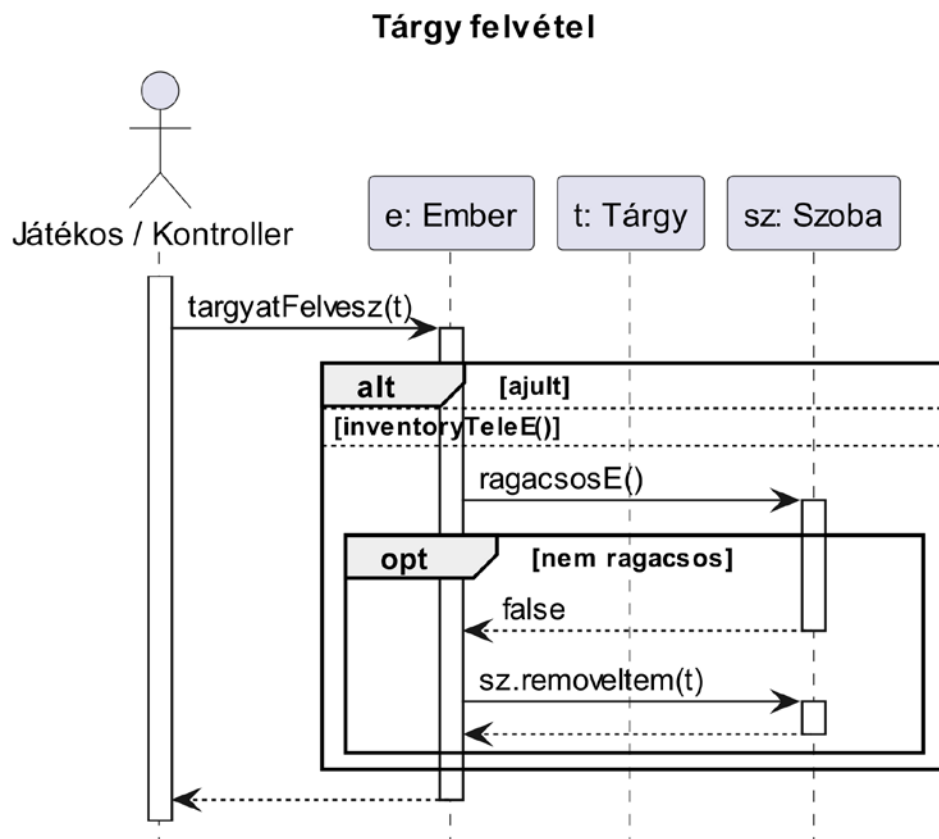 Tárgy felvétel
Játékos / Kontroller
e: Ember
t: Tárgy
sz: Szoba
targyatFelvesz(t)
alt
[ajult]
[inventoryTeleE()]
ragacsosE()
opt
[nem ragacsos]
false
sz.removeItem(t)